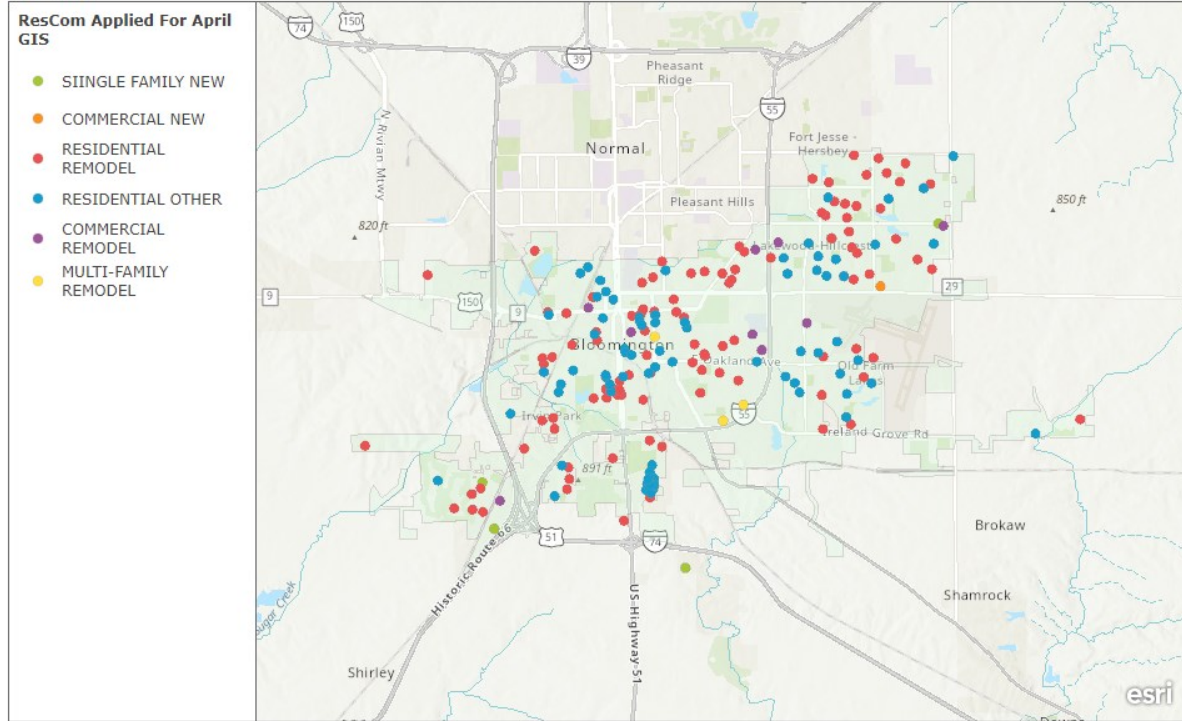 ResCom Applied For April
GIS
SIINGLE FAMILY NEW
COMMERCIAL NEW
RESIDENTIAL
REMODEL
RESIDENTIAL OTHER
COMMERCIAL
REMODEL
MULTI-FAMILY
REMODEL
74
150
39
55
Pheasant
Ridge
N Rivian Mtwy
Normal
Fort Jesse -
Hershey
Pleasant Hills
820 ft
850 ft
Lakewood-Hillcrest
9
150
9
29
Bloomington
E Oakland Ave
Old Farm
Lakes
Irvin Park
55
Ireland Grove Rd
891 ft
51
74
Historic Route 66
US Highway 51
Brokaw
Shamrock
Sugar Creek
Shirley
esri